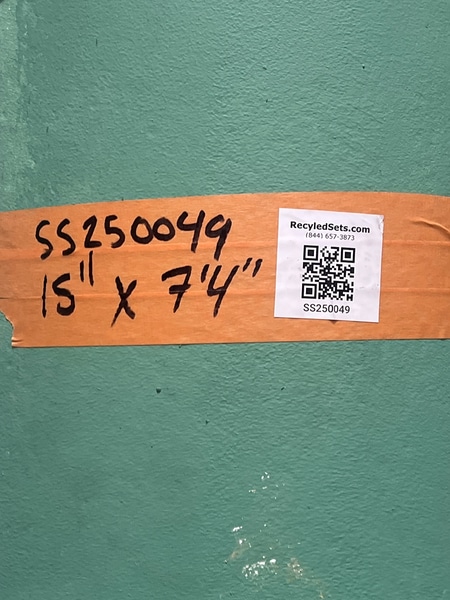 SS250049
15" X 7'4"
RecyledSets.com
(844) 657-3873
SS250049